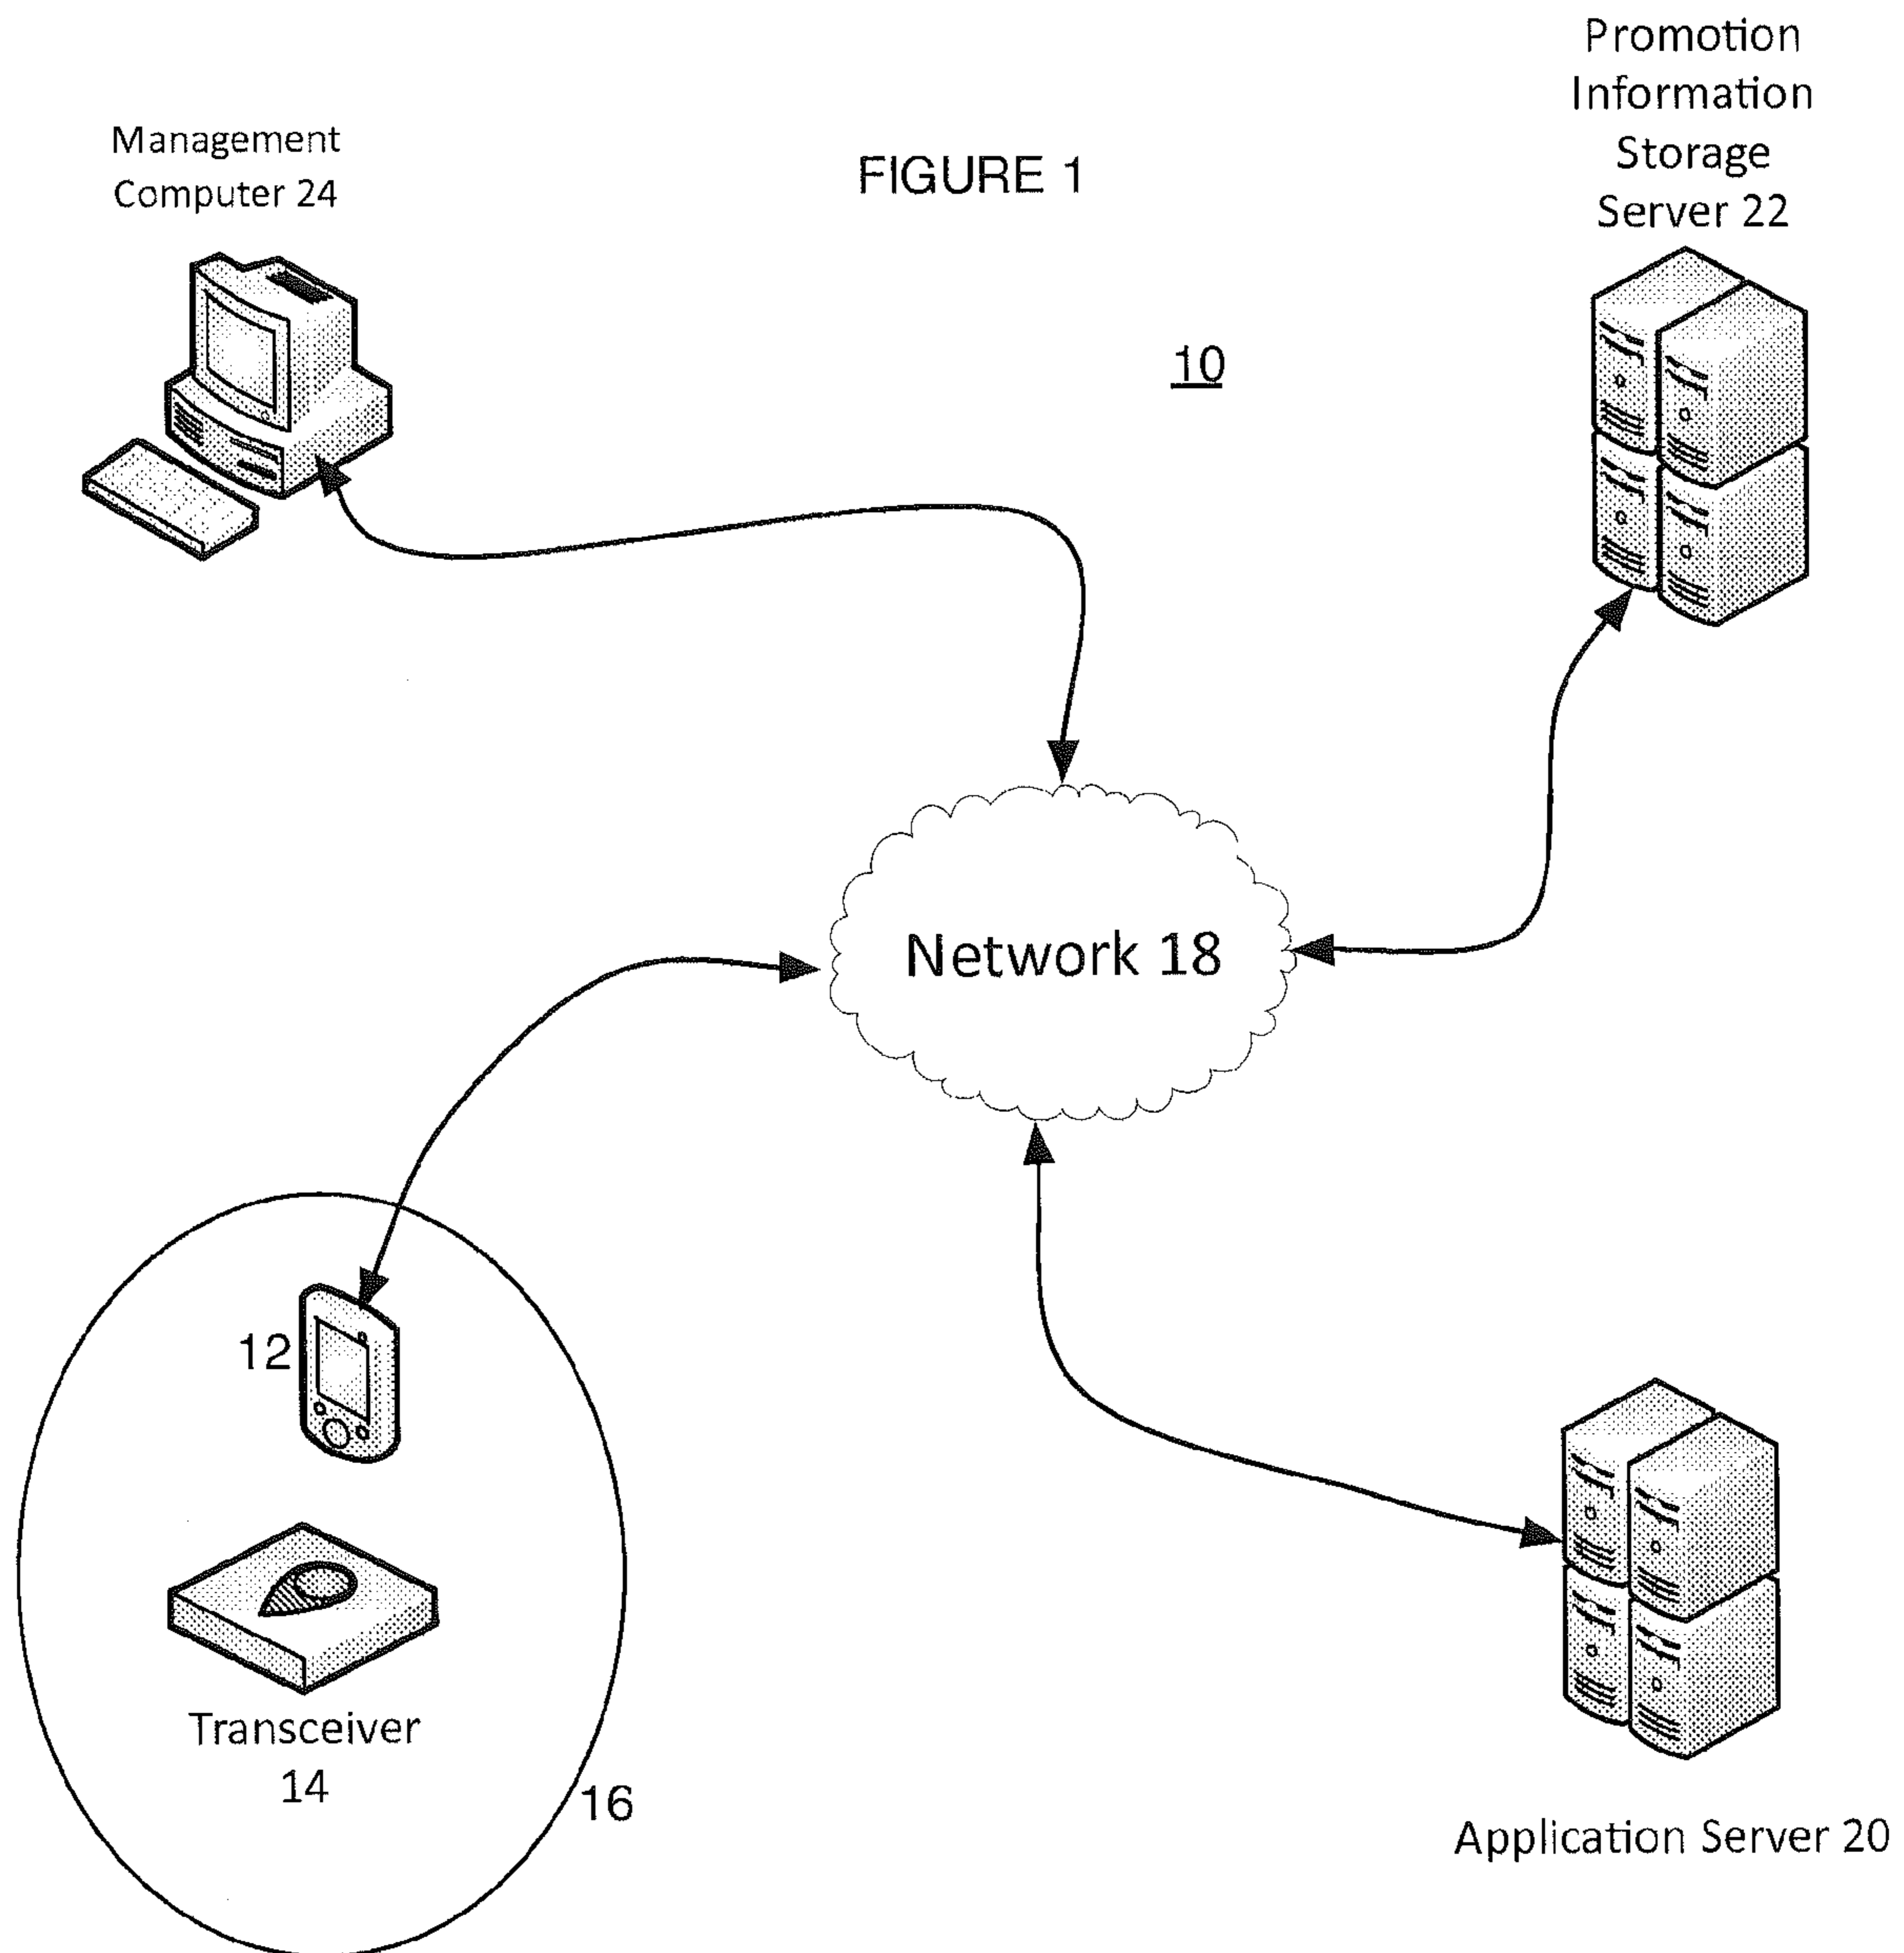 Promotion
Information
Storage
Server 22
Management
Computer 24
FIGURE 1
10
Network 18
12
Transceiver
14
16
Application Server 20